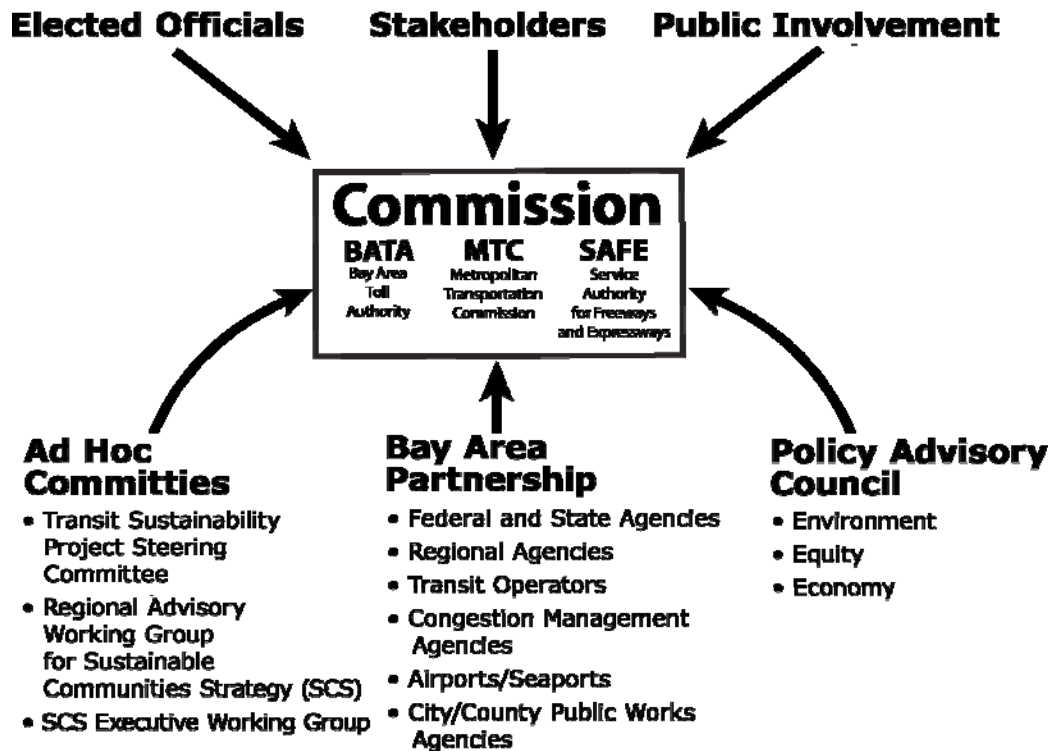 Elected Officials
Stakeholders
Public Involvement
Commission
BATA
Bay Area
Toll
Authority
MTC
Metropolitan
Transportation
Commission
SAFE
Service
Authority
for Freeways
and Expressways
Ad Hoc
Committies
• Transit Sustainability
Project Steering
Committee
• Regional Advisory
Working Group
for Sustainable
Communities Strategy (SCS)
• SCS Executive Working Group
Bay Area
Partnership
• Federal and State Agencies
• Regional Agencies
• Transit Operators
• Congestion Management
Agencies
• Airports/Seaports
• City/County Public Works
Agencies
Policy Advisory
Council
• Environment
• Equity
• Economy